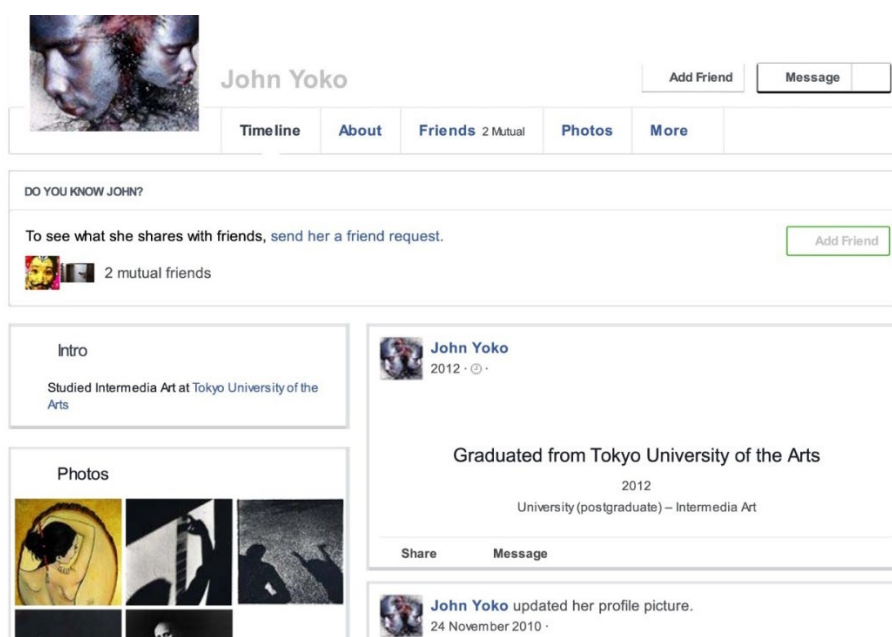 John Yoko
Add Friend
Message
Timeline
About
Friends 2 Mutual
Photos
More
DO YOU KNOW JOHN?
To see what she shares with friends, send her a friend request.
Add Friend
2 mutual friends
Intro
Studied Intermedia Art at Tokyo University of the
Arts
Photos
John Yoko
2012 ·
Graduated from Tokyo University of the Arts
2012
University (postgraduate) – Intermedia Art
Share
Message
John Yoko updated her profile picture.
24 November 2010 ·